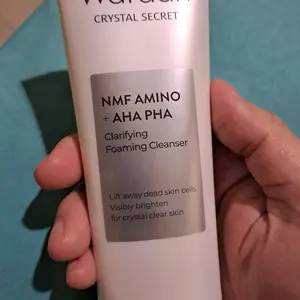 Wardah
CRYSTAL SECRET
NMF AMINO
+ AHA PHA
Clarifying
Foaming Cleanser
Lift away dead skin cells
Visibly brighten
for crystal clear skin